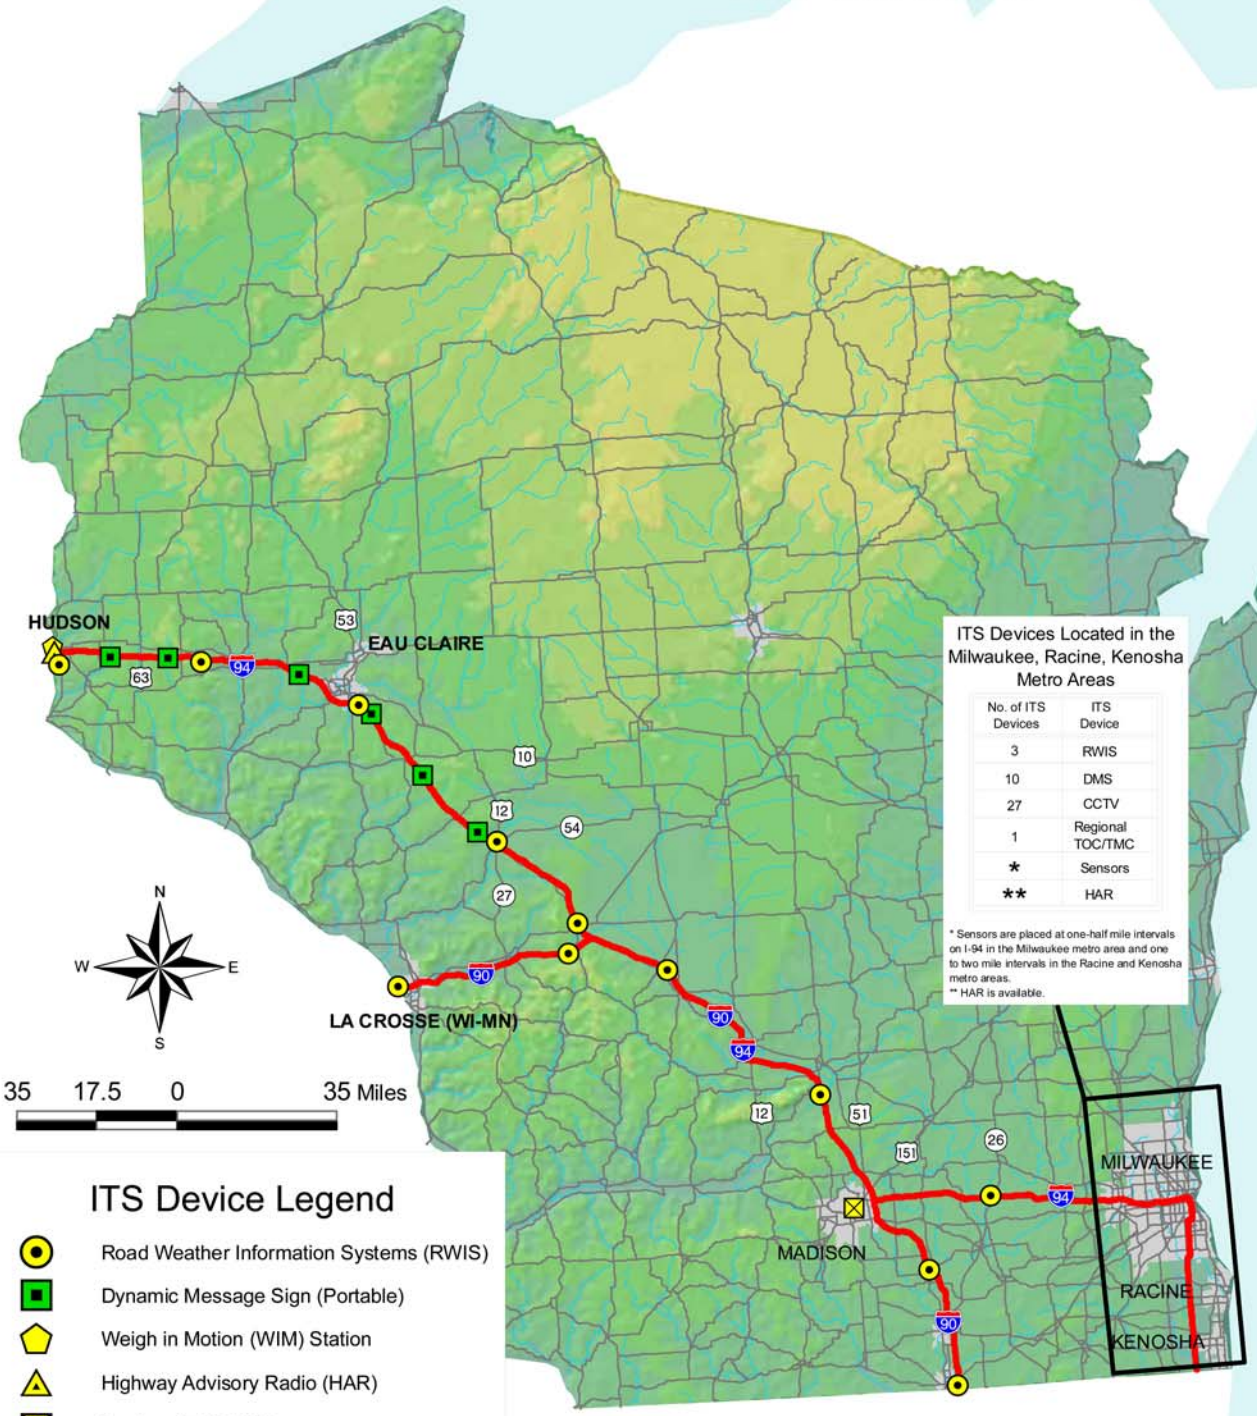 HUDSON
53
EAU CLAIRE
63
94
10
12
54
27
90
LA CROSSE (WI-MN)
90
94
12
51
151
26
94
MILWAUKEE
MADISON
RACINE
90
KENOSHA
ITS Devices Located in the
Milwaukee, Racine, Kenosha
Metro Areas
No. of ITS ITS
Devices Device
3 RWIS
10 DMS
27 CCTV
1 Regional
TOC/TMC
* Sensors
** HAR
* Sensors are placed at one-half mile intervals
on I-94 in the Milwaukee metro area and one
to two mile intervals in the Racine and Kenosha
metro areas.
** HAR is available.
N
W E
S
35 17.5 0 35 Miles
ITS Device Legend
Road Weather Information Systems (RWIS)
Dynamic Message Sign (Portable)
Weigh in Motion (WIM) Station
Highway Advisory Radio (HAR)